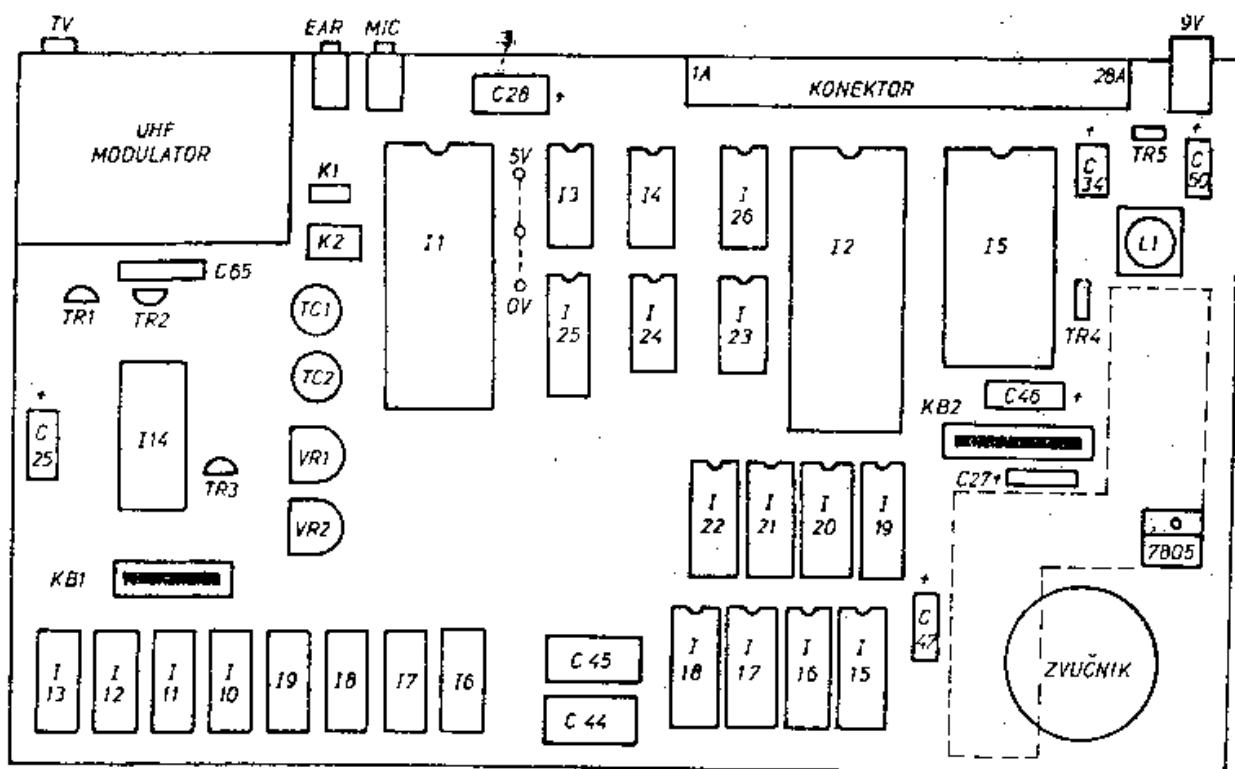 TV
EAR
MIC
9V
1A
28A
KONEKTOR
C28
+
UHF
MODULATOR
5V
0V
K1
K2
I1
I3
I4
I
26
I2
I5
+
C
34
TR5
+
C
50
L1
C65
TR1
TR2
TC1
TC2
I
25
I
24
I
23
TR4
+
C
25
I14
TR3
VR1
VR2
C46
+
KB2
C27
+
I
22
I
21
I
20
I
19
7805
KB1
+
C
47
I
13
I
12
I
11
I
10
I9
I8
I7
I6
C 45
C 44
I
18
I
17
I
16
I
15
ZVUČNIK